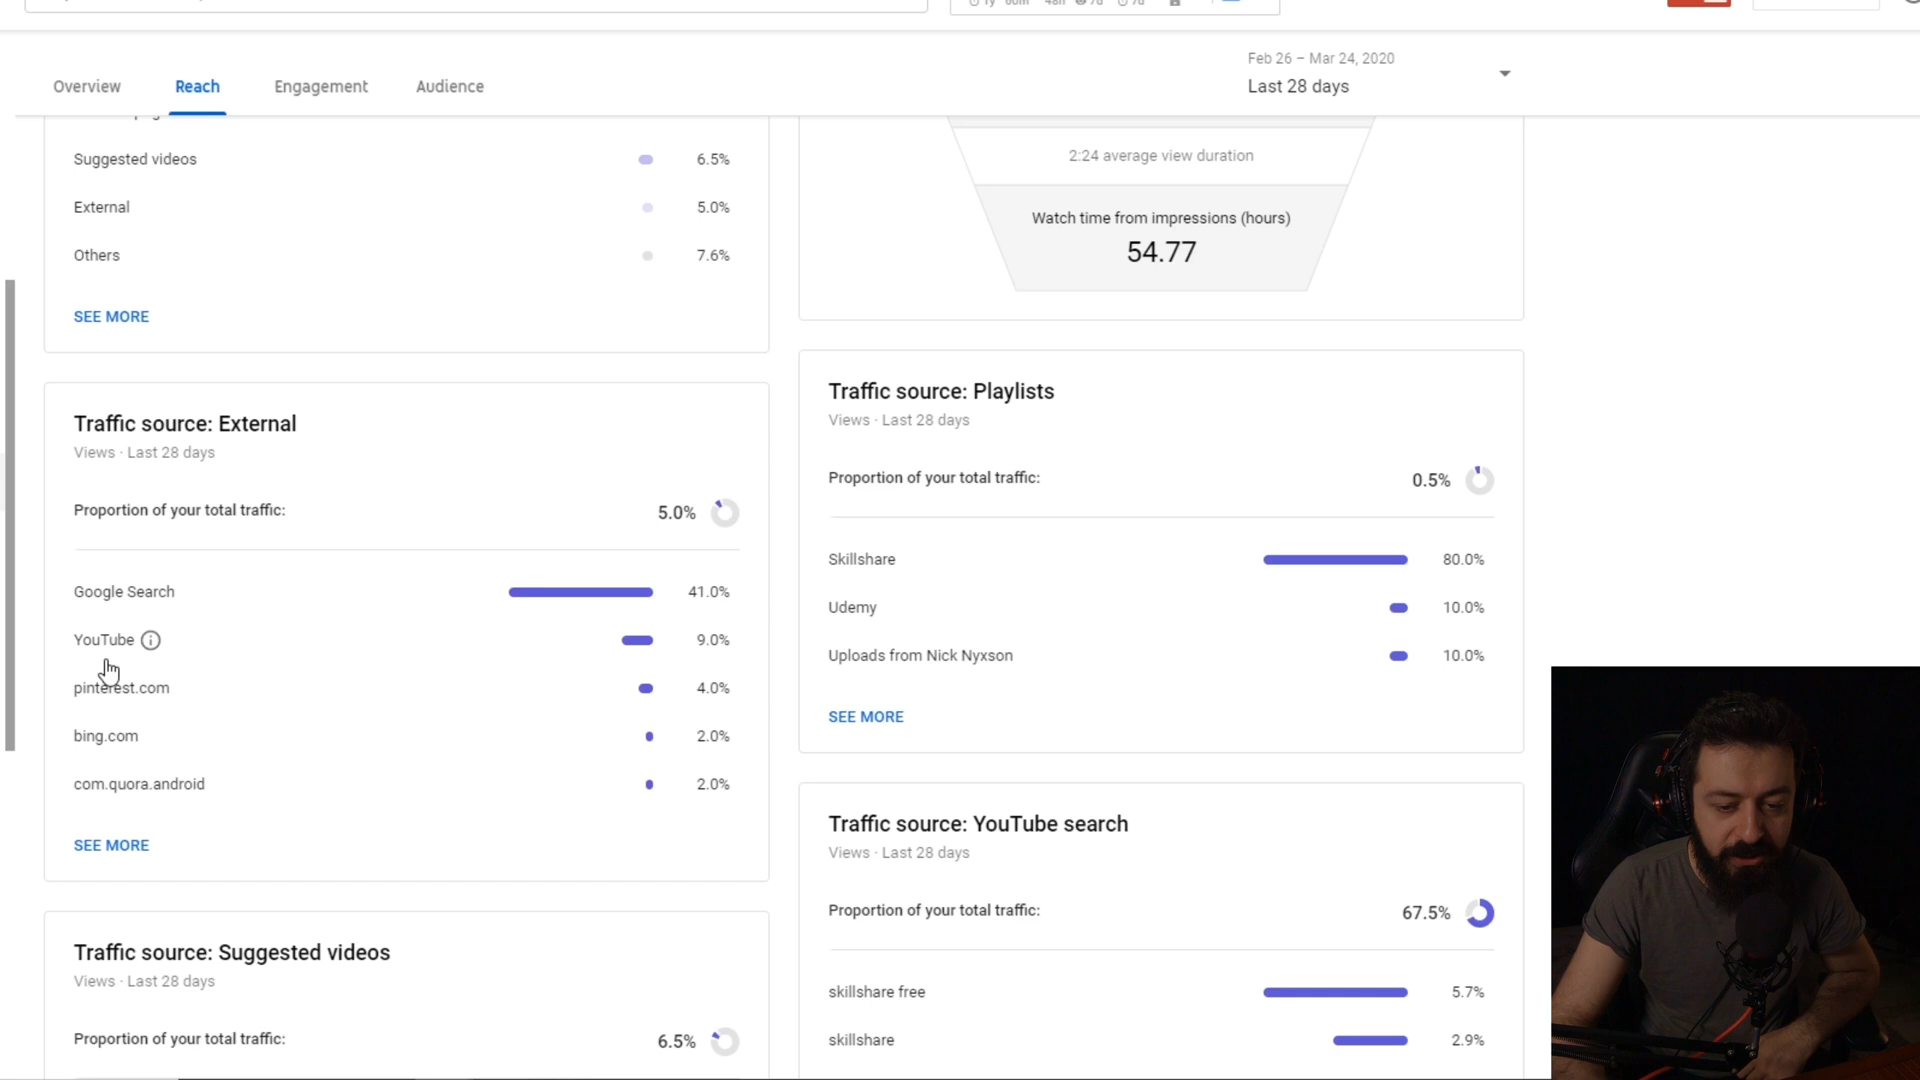 Feb 26 – Mar 24, 2020
Overview
Reach
Engagement
Audience
Last 28 days
Suggested videos 6.5%
External 5.0%
Others 7.6%
SEE MORE
2:24 average view duration
Watch time from impressions (hours)
54.77
Traffic source: External
Views · Last 28 days
Proportion of your total traffic: 5.0%
Google Search 41.0%
YouTube 9.0%
pinterest.com 4.0%
bing.com 2.0%
com.quora.android 2.0%
SEE MORE
Traffic source: Playlists
Views · Last 28 days
Proportion of your total traffic: 0.5%
Skillshare 80.0%
Udemy 10.0%
Uploads from Nick Nyxson 10.0%
SEE MORE
Traffic source: Suggested videos
Views · Last 28 days
Proportion of your total traffic: 6.5%
Traffic source: YouTube search
Views · Last 28 days
Proportion of your total traffic: 67.5%
skillshare free 5.7%
skillshare 2.9%